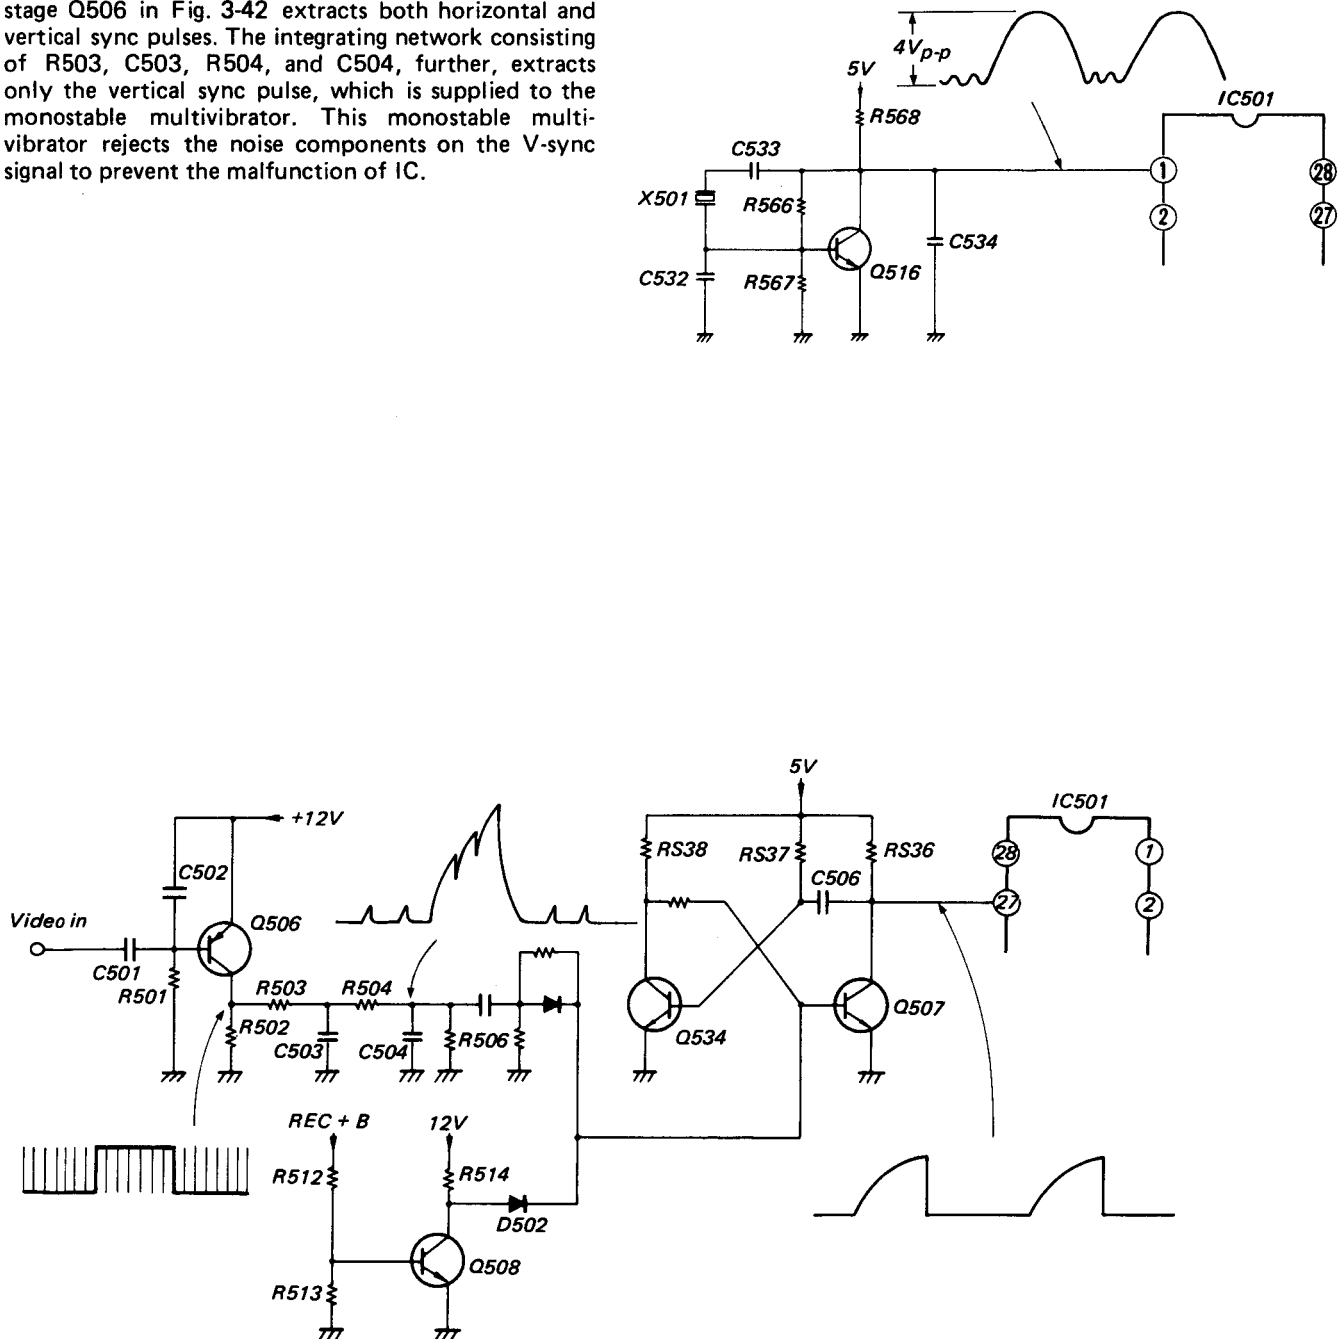 stage Q506 in Fig. 3-42 extracts both horizontal and
vertical sync pulses. The integrating network consisting
of R503, C503, R504, and C504, further, extracts
only the vertical sync pulse, which is supplied to the
monostable multivibrator. This monostable multi-
vibrator rejects the noise components on the V-sync
signal to prevent the malfunction of IC.
4Vp-p
5V
R568
IC501
C533
1
28
X501
R566
2
27
C534
C532
R567
Q516
5V
+12V
IC501
RS38
RS37
RS36
28
1
C502
C506
27
2
Video in
Q506
C501
R501
R503
R504
Q507
R502
C503
C504
R506
Q534
REC + B
12V
R512
R514
D502
Q508
R513